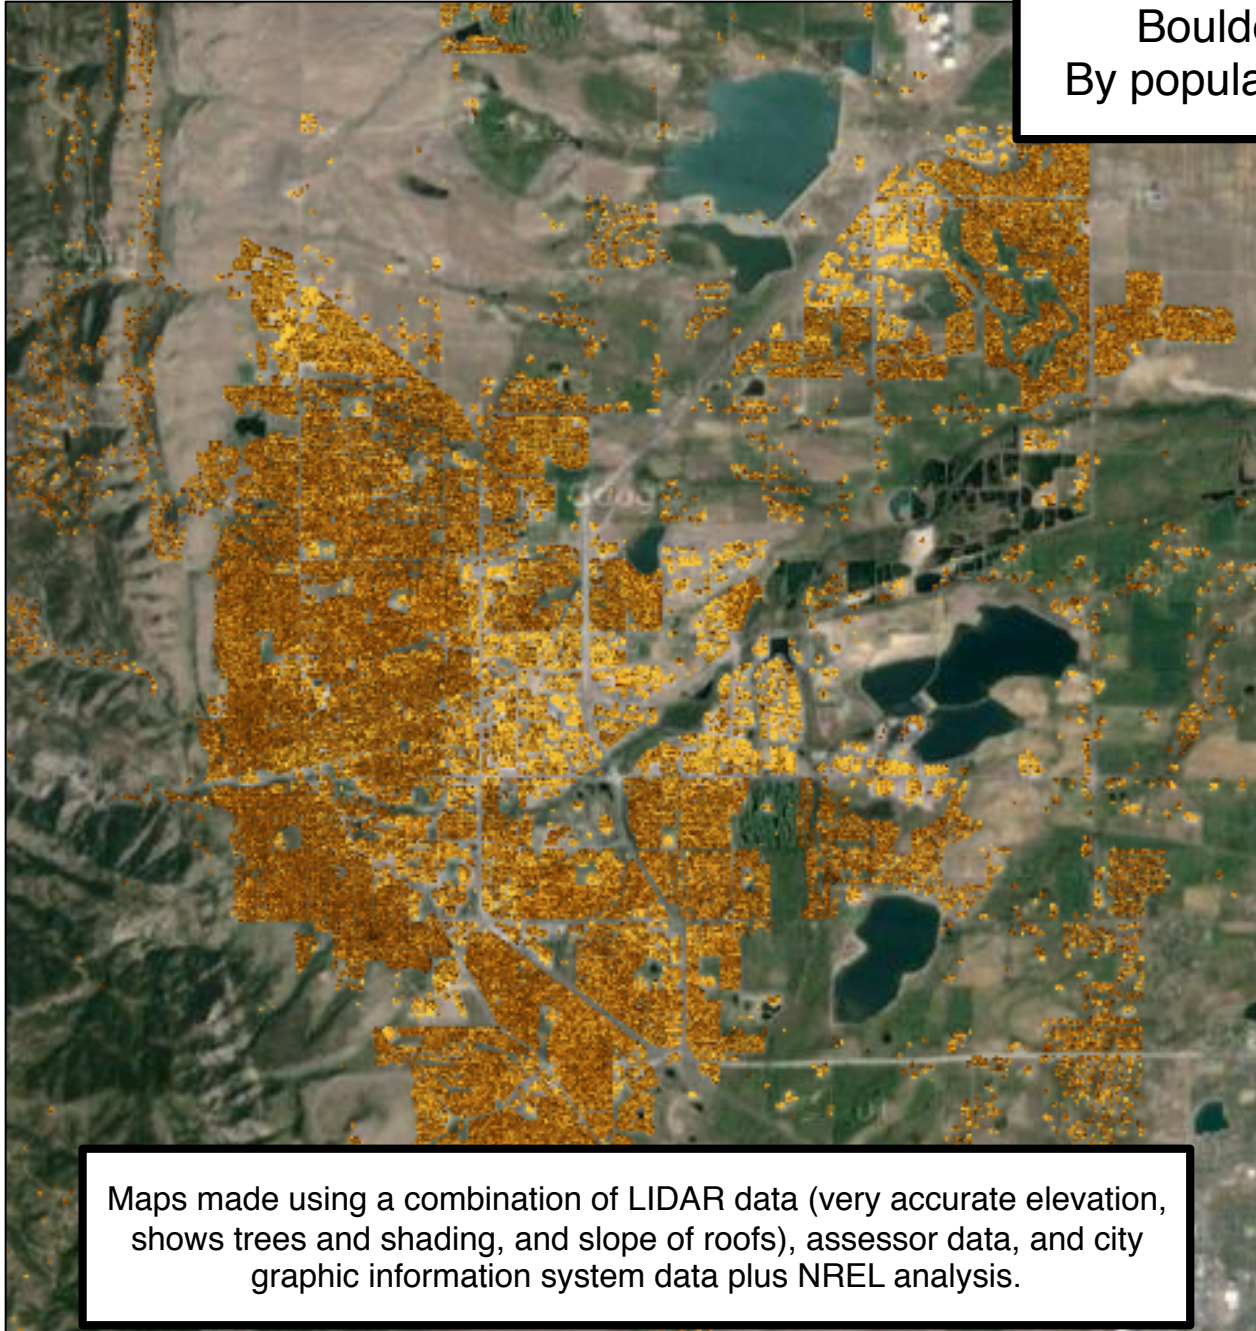 Bould
By popula
Maps made using a combination of LIDAR data (very accurate elevation,
shows trees and shading, and slope of roofs), assessor data, and city
graphic information system data plus NREL analysis.